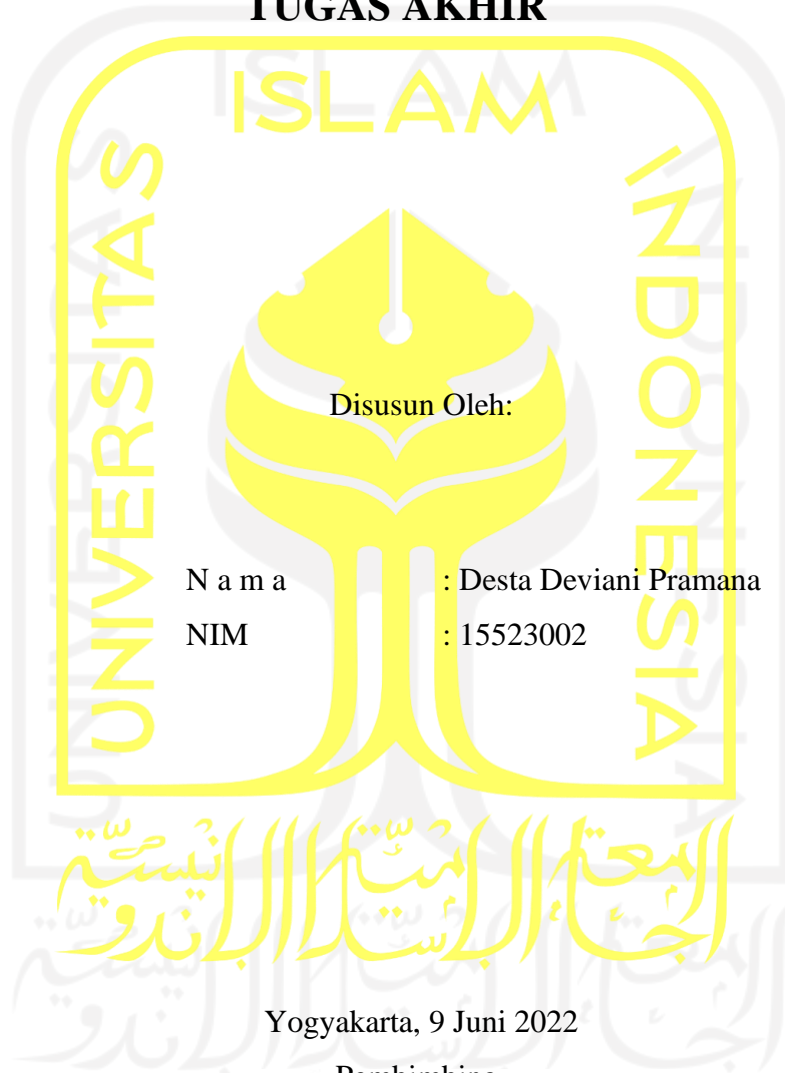 TUGAS AKHIR
ISLAM
UNIVERSITAS
INDONESIA
Disusun Oleh:
N a m a : Desta Deviani Pramana
NIM : 15523002
Yogyakarta, 9 Juni 2022
Pembimbing